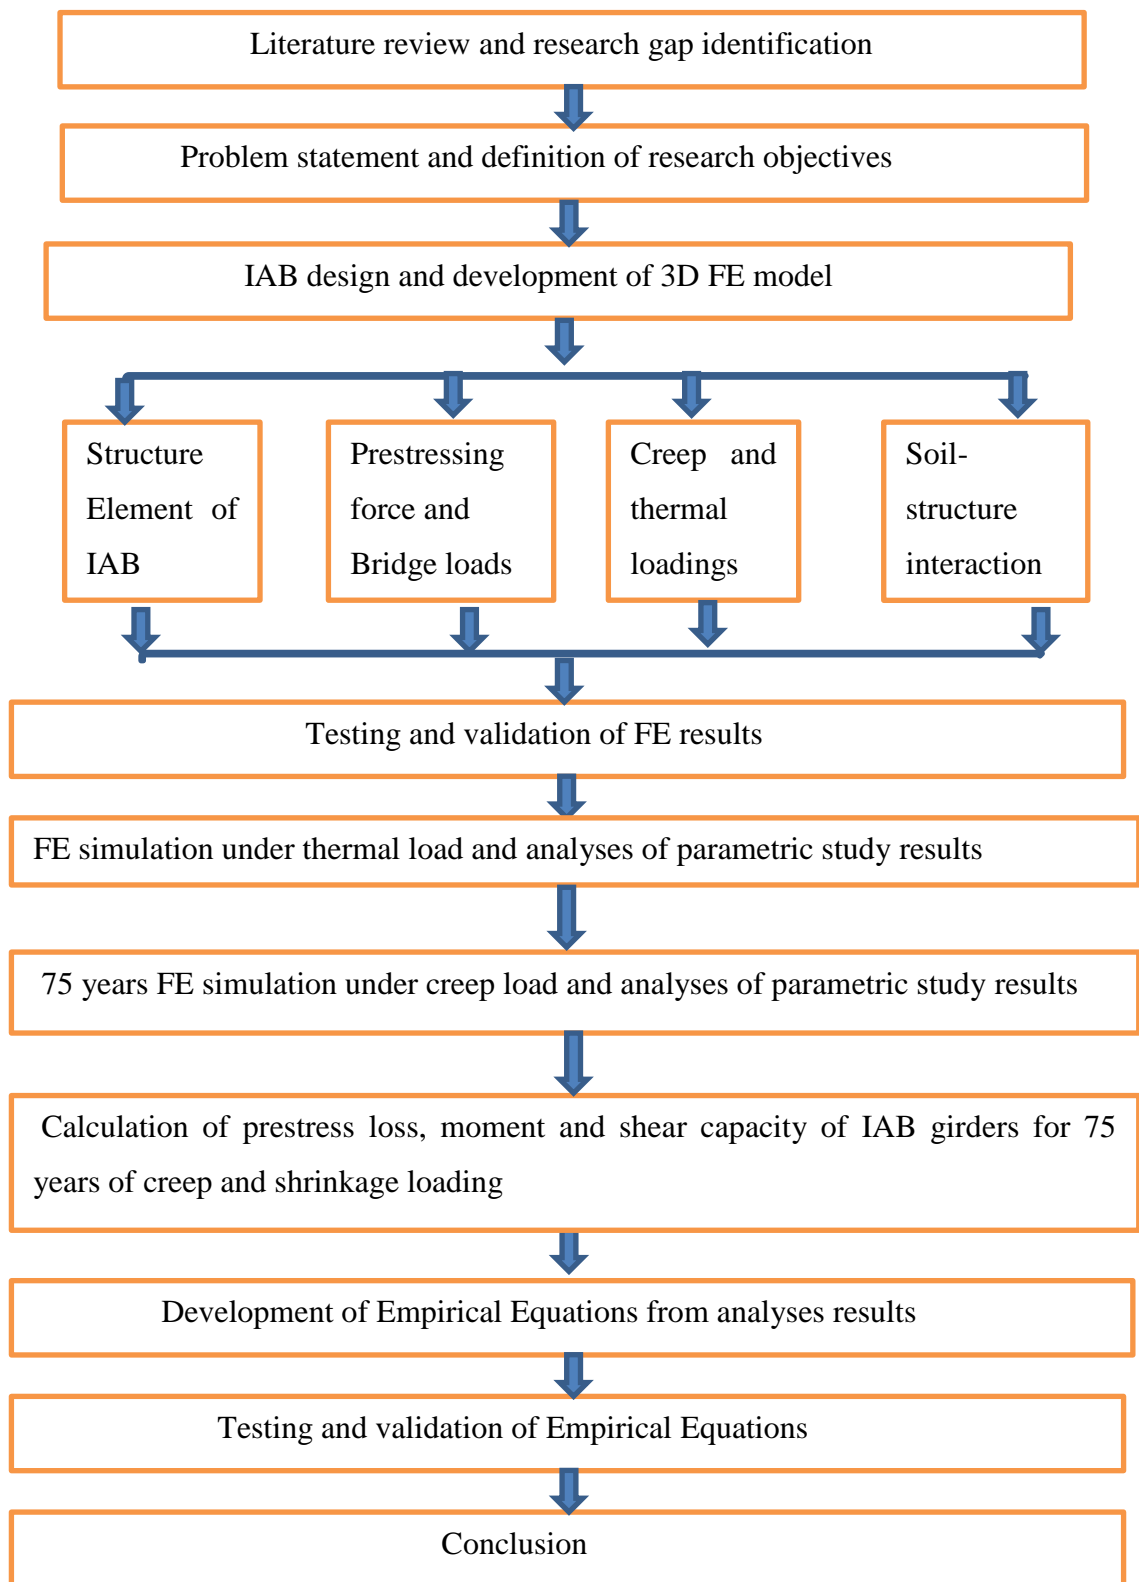 Literature review and research gap identification
Problem statement and definition of research objectives
IAB design and development of 3D FE model
Structure
Element of
IAB
Prestressing
force and
Bridge loads
Creep and
thermal
loadings
Soil-
structure
interaction
Testing and validation of FE results
FE simulation under thermal load and analyses of parametric study results
75 years FE simulation under creep load and analyses of parametric study results
Calculation of prestress loss, moment and shear capacity of IAB girders for 75
years of creep and shrinkage loading
Development of Empirical Equations from analyses results
Testing and validation of Empirical Equations
Conclusion